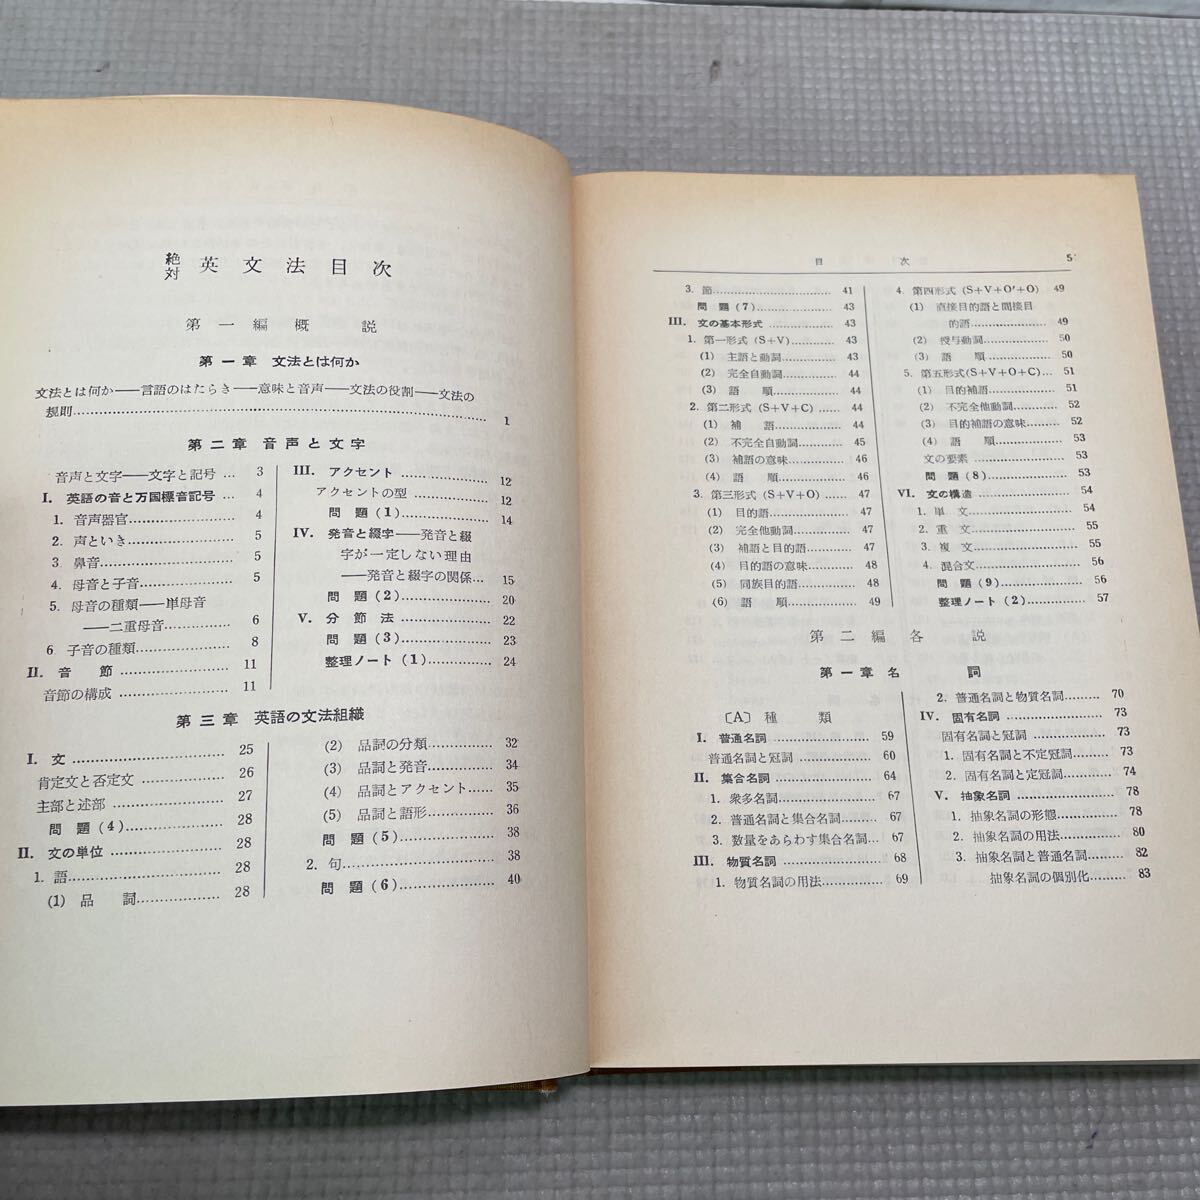 絶対 英文法目次
第一編 概説
第一章 文法とは何か
文法とは何か――言語のはたらき――意味と音声――文法の役割――文法の
規則…… 1
第二章 音声と文字
音声と文字――文字と記号 … 3
I. 英語の音と万国標音記号 … 4
1. 音声器官…… 4
2. 声といき…… 5
3 鼻音…… 5
4. 母音と子音…… 5
5. 母音の種類――単母音
――二重母音…… 6
6 子音の種類…… 8
II. 音節…… 11
音節の構成…… 11
III. アクセント…… 12
アクセントの型…… 12
問題(1)…… 14
IV. 発音と綴字――発音と綴
字が一定しない理由
――発音と綴字の関係… 15
問題(2)…… 20
V. 分節法…… 22
問題(3)…… 23
整理ノート(1)…… 24
第三章 英語の文法組織
I. 文…… 25
肯定文と否定文…… 26
主部と述部…… 27
問題(4)…… 28
II. 文の単位…… 28
1. 語…… 28
(1) 品詞…… 28
(2) 品詞の分類…… 32
(3) 品詞と発音…… 34
(4) 品詞とアクセント…… 35
(5) 品詞と語形…… 36
問題(5)…… 38
2. 句…… 38
問題(6)…… 40
目次 5
3. 節…… 41
問題(7)…… 43
III. 文の基本形式…… 43
1. 第一形式(S+V)…… 43
(1) 主語と動詞…… 43
(2) 完全自動詞…… 44
(3) 語順…… 44
2. 第二形式(S+V+C)…… 44
(1) 補語…… 44
(2) 不完全自動詞…… 45
(3) 補語の意味…… 46
(4) 語順…… 46
3. 第三形式(S+V+O)…… 47
(1) 目的語…… 47
(2) 完全他動詞…… 47
(3) 補語と目的語…… 47
(4) 目的語の意味…… 48
(5) 同族目的語…… 48
(6) 語順…… 49
4. 第四形式(S+V+O'+O) 49
(1) 直接目的語と間接目
的語…… 49
(2) 授与動詞…… 50
(3) 語順…… 50
5. 第五形式(S+V+O+C)… 51
(1) 目的補語…… 51
(2) 不完全他動詞…… 52
(3) 目的補語の意味…… 52
(4) 語順…… 53
文の要素…… 53
問題(8)…… 53
VI. 文の構造…… 54
1. 単文…… 54
2. 重文…… 55
3. 複文…… 55
4. 混合文…… 56
問題(9)…… 56
整理ノート(2)…… 57
第二編 各説
第一章 名詞
〔A〕種類
I. 普通名詞…… 59
普通名詞と冠詞…… 60
II. 集合名詞…… 64
1. 衆多名詞…… 67
2. 普通名詞と集合名詞…… 67
3. 数量をあらわす集合名詞… 67
III. 物質名詞…… 68
1. 物質名詞の用法…… 69
2. 普通名詞と物質名詞…… 70
IV. 固有名詞…… 73
固有名詞と冠詞…… 73
1. 固有名詞と不定冠詞…… 73
2. 固有名詞と定冠詞…… 74
V. 抽象名詞…… 78
1. 抽象名詞の形態…… 78
2. 抽象名詞の用法…… 80
3. 抽象名詞と普通名詞…… 82
抽象名詞の個別化…… 83